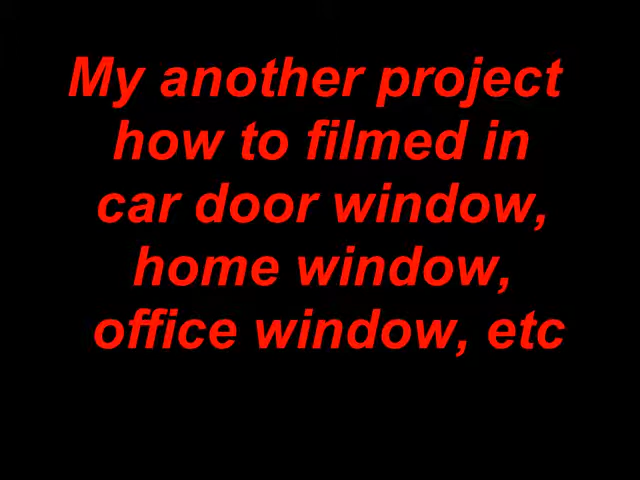 My another project
how to filmed in
car door window,
home window,
office window, etc